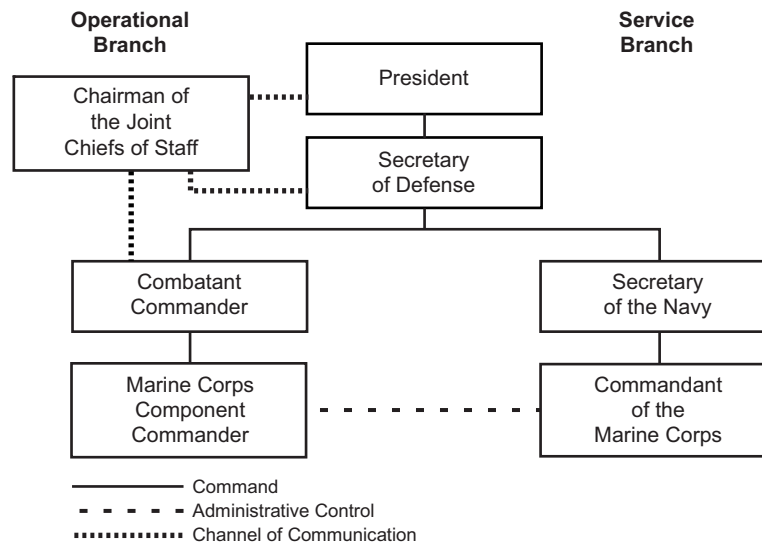 Operational
Branch
Service
Branch
President
Chairman of
the Joint
Chiefs of Staff
Secretary
of Defense
Combatant
Commander
Secretary
of the Navy
Marine Corps
Component
Commander
Commandant
of the
Marine Corps
Command
Administrative Control
Channel of Communication